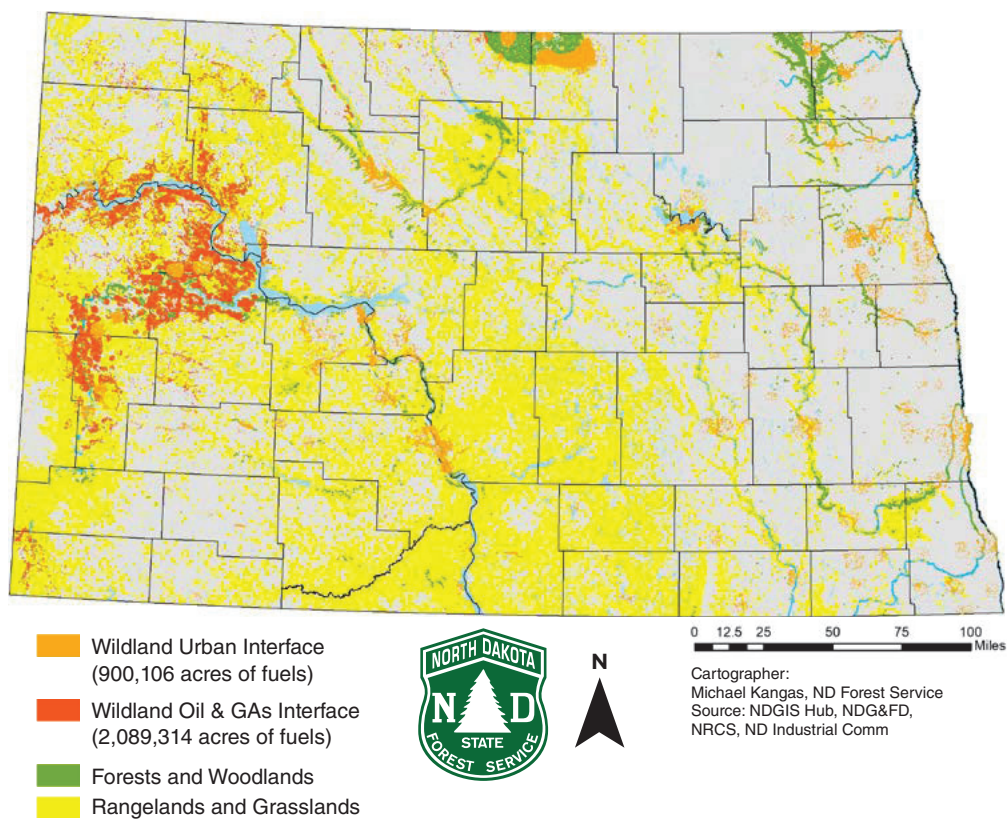 Wildland Urban Interface
(900,106 acres of fuels)
Wildland Oil & GAs Interface
(2,089,314 acres of fuels)
Forests and Woodlands
Rangelands and Grasslands
NORTH DAKOTA
N D
STATE
FOREST SERVICE
N
0 12.5 25 50 75 100
Miles
Cartographer:
Michael Kangas, ND Forest Service
Source: NDGIS Hub, NDG&FD,
NRCS, ND Industrial Comm